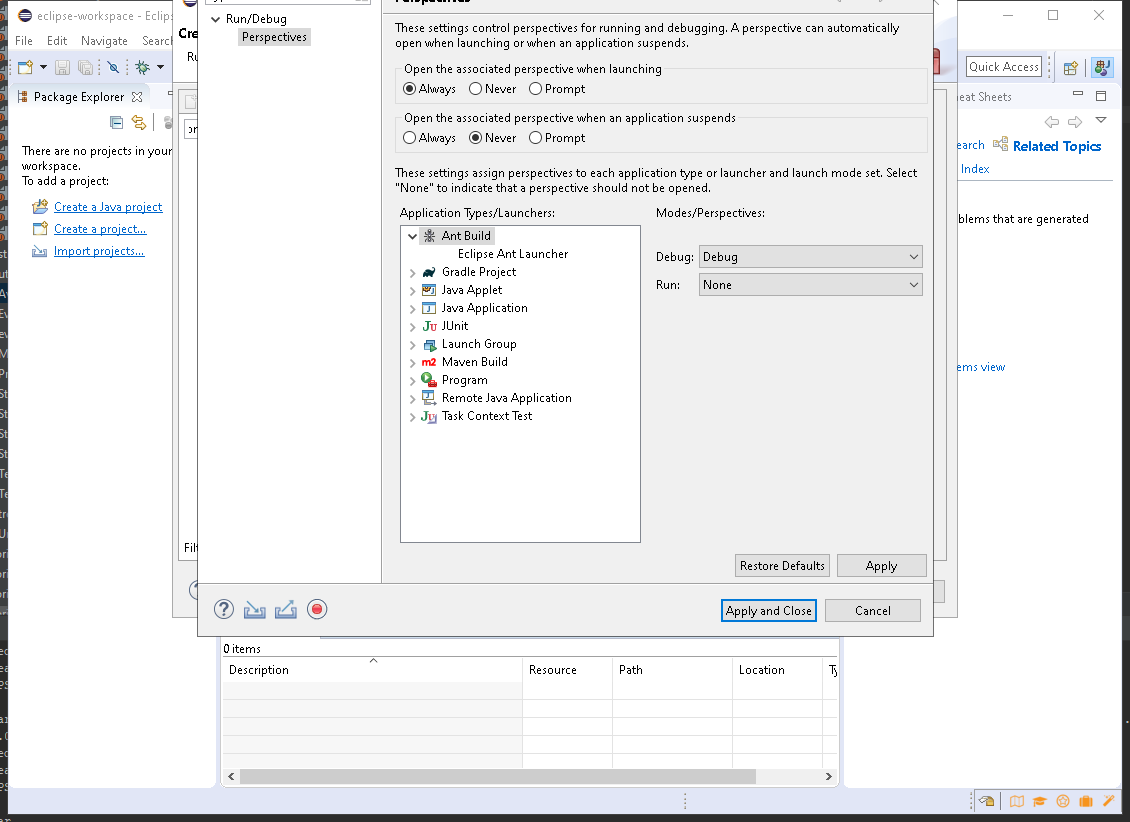 eclipse-workspace - Eclips
File Edit Navigate Search
Quick Access
Package Explorer
There are no projects in your
workspace.
To add a project:
Create a Java project
Create a project...
Import projects...
Cre
Ru
Filt
Run/Debug
Perspectives
Perspectives
These settings control perspectives for running and debugging. A perspective can automatically
open when launching or when an application suspends.
Open the associated perspective when launching
Always Never Prompt
Open the associated perspective when an application suspends
Always Never Prompt
These settings assign perspectives to each application type or launcher and launch mode set. Select
"None" to indicate that a perspective should not be opened.
Application Types/Launchers:
Ant Build
Eclipse Ant Launcher
Gradle Project
Java Applet
Java Application
JUnit
Launch Group
Maven Build
Program
Remote Java Application
Task Context Test
Modes/Perspectives:
Debug: Debug
Run: None
Restore Defaults Apply
Apply and Close Cancel
eat Sheets
earch Related Topics
Index
blems that are generated
ems view
0 items
Description Resource Path Location Ty